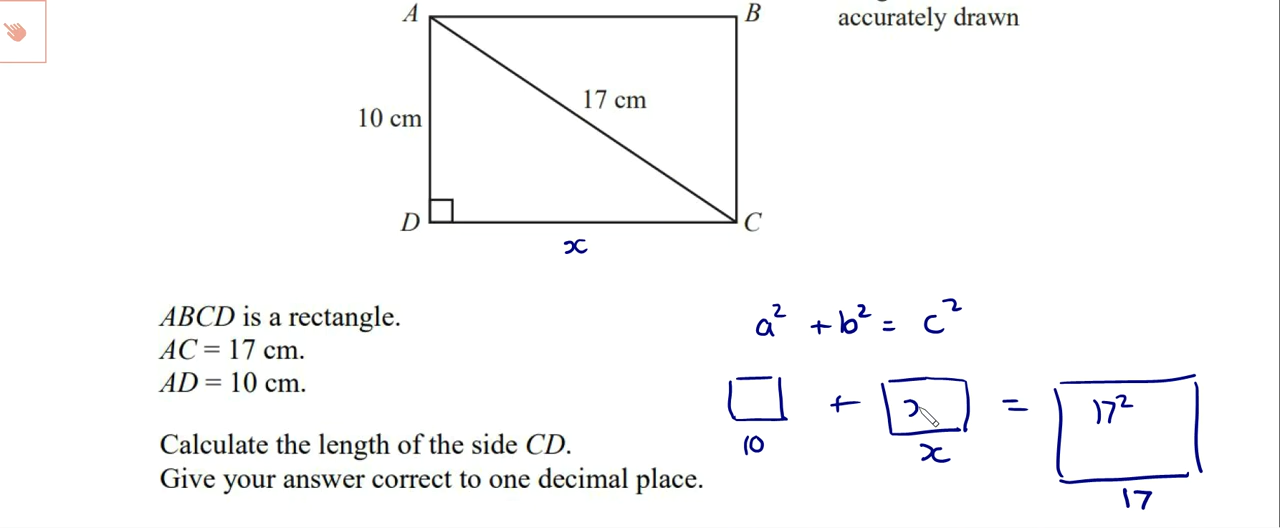 A B
accurately drawn
17 cm
10 cm
D C
x
ABCD is a rectangle.
AC = 17 cm.
AD = 10 cm.
a² + b² = c²
+ = 17²
10 x 17
Calculate the length of the side CD.
Give your answer correct to one decimal place.